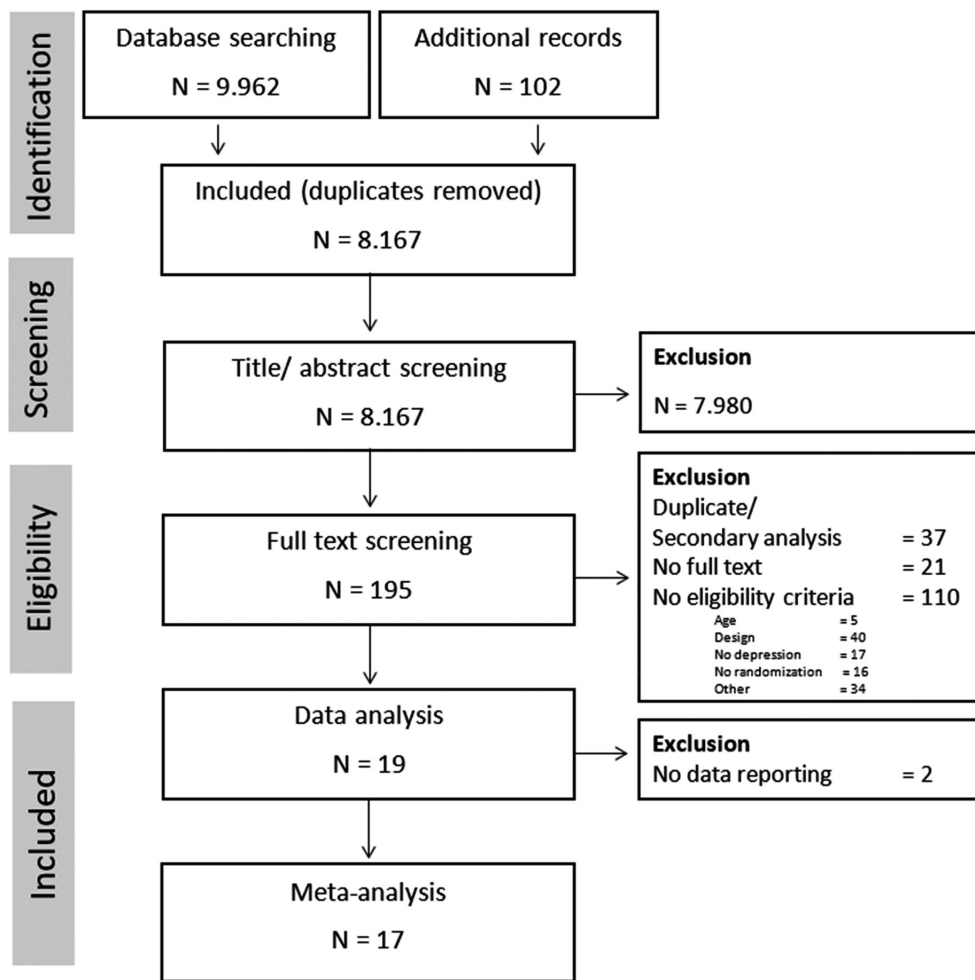 Identification
Database searching
N = 9.962
Additional records
N = 102
Included (duplicates removed)
N = 8.167
Screening
Title/ abstract screening
N = 8.167
Exclusion
N = 7.980
Eligibility
Full text screening
N = 195
Exclusion
Duplicate/
Secondary analysis = 37
No full text = 21
No eligibility criteria = 110
Age = 5
Design = 40
No depression = 17
No randomization = 16
Other = 34
Included
Data analysis
N = 19
Exclusion
No data reporting = 2
Meta-analysis
N = 17